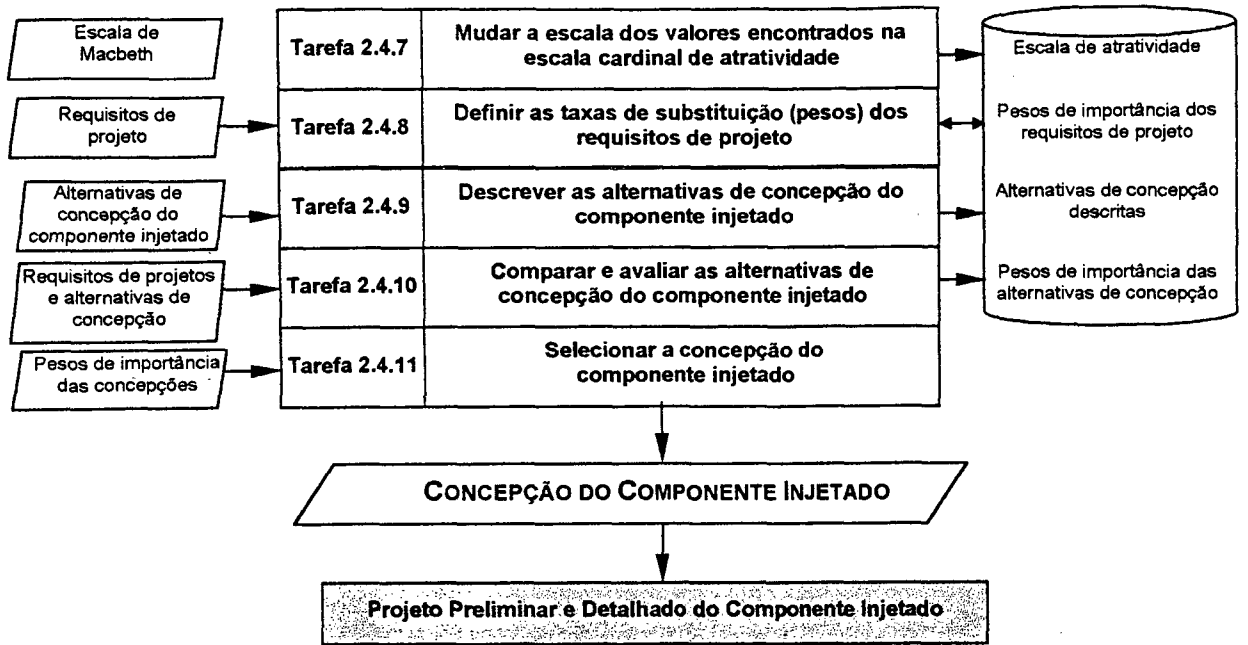 Escala de
Macbeth
Tarefa 2.4.7
Mudar a escala dos valores encontrados na
escala cardinal de atratividade
Escala de atratividade
Requisitos de
projeto
Tarefa 2.4.8
Definir as taxas de substituição (pesos) dos
requisitos de projeto
Pesos de importância dos
requisitos de projeto
Alternativas de
concepção do
componente injetado
Tarefa 2.4.9
Descrever as alternativas de concepção do
componente injetado
Alternativas de concepção
descritas
Requisitos de projetos
e alternativas de
concepção
Tarefa 2.4.10
Comparar e avaliar as alternativas de
concepção do componente injetado
Pesos de importância das
alternativas de concepção
Pesos de importância
das concepções
Tarefa 2.4.11
Selecionar a concepção do
componente injetado
CONCEPÇÃO DO COMPONENTE INJETADO
Projeto Preliminar e Detalhado do Componente Injetado